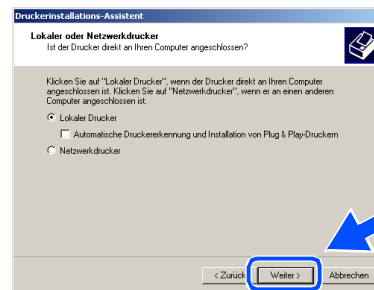 Druckerinstallations-Assistent
Lokaler oder Netzwerkdrucker
Ist der Drucker direkt an Ihren Computer angeschlossen?
Klicken Sie auf "Lokaler Drucker", wenn der Drucker direkt an Ihren Computer
angeschlossen ist. Klicken Sie auf "Netzwerkdrucker", wenn er an einen anderen
Computer angeschlossen ist.
Lokaler Drucker
Automatische Druckererkennung und Installation von Plug & Play-Druckern
Netzwerkdrucker
< Zurück Weiter > Abbrechen